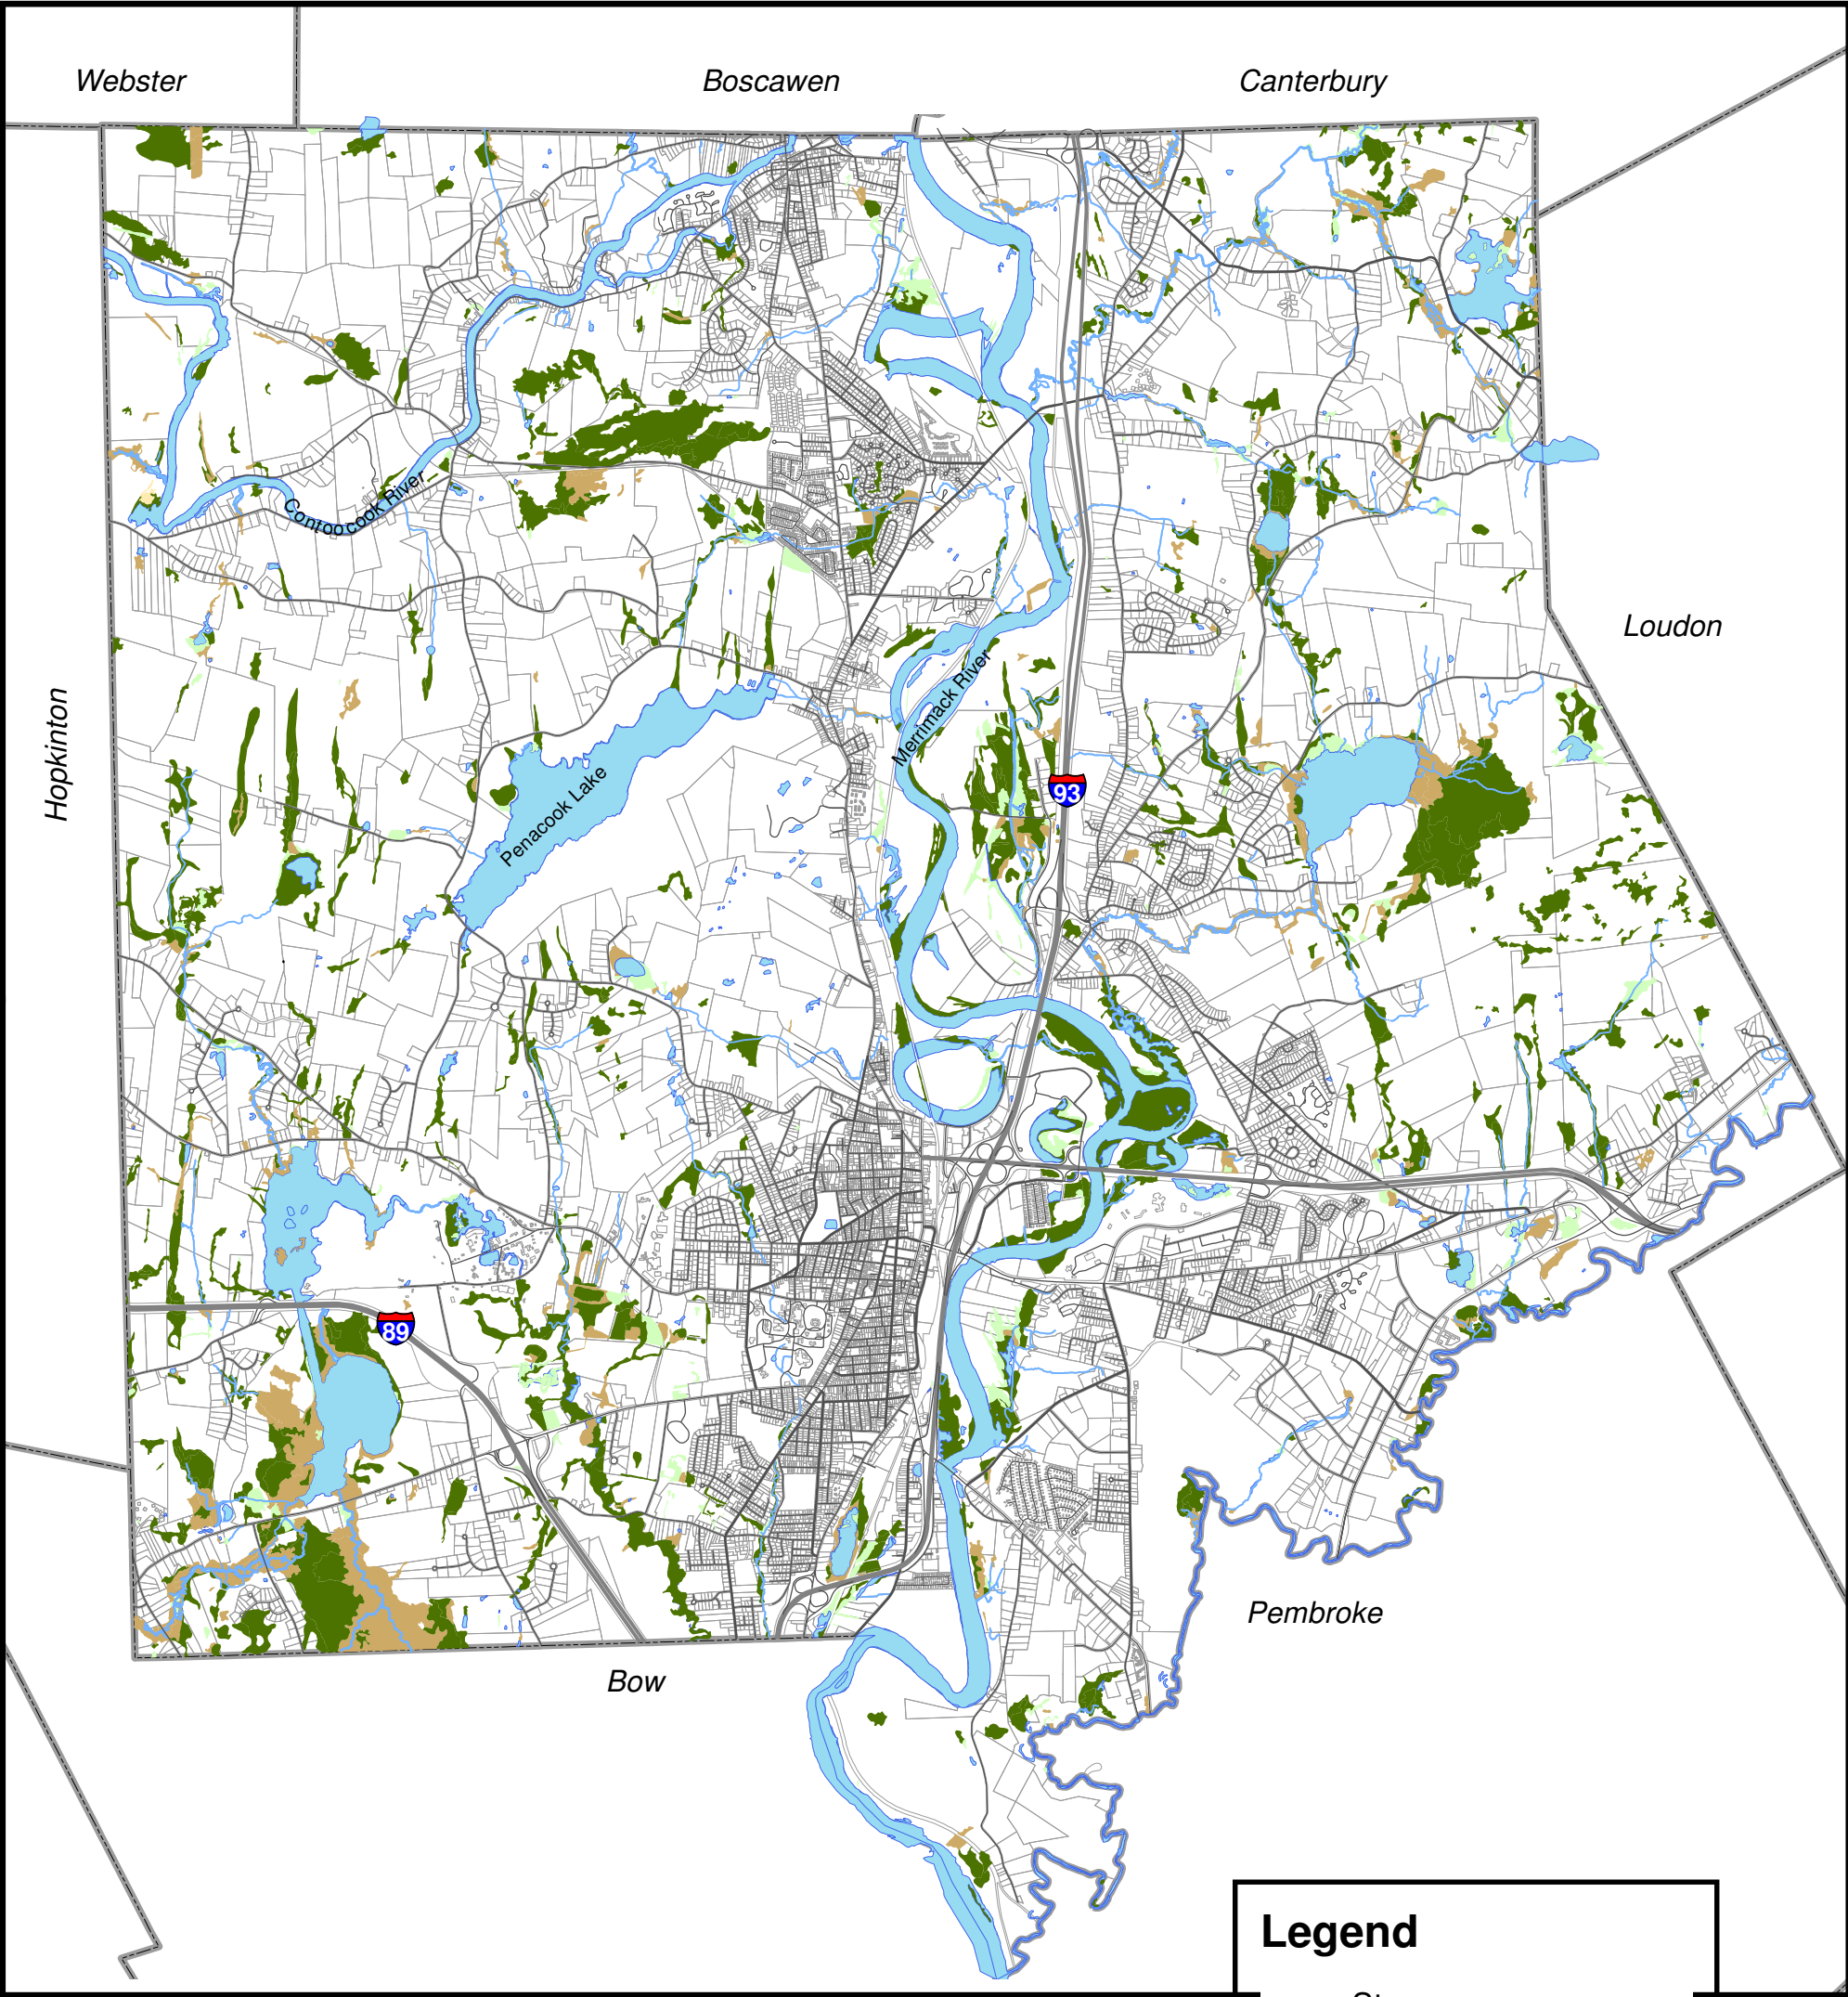 Webster
Boscawen
Canterbury
Contoocook River
Loudon
Hopkinton
Merrimack River
93
Penacook Lake
89
Pembroke
Bow
Legend